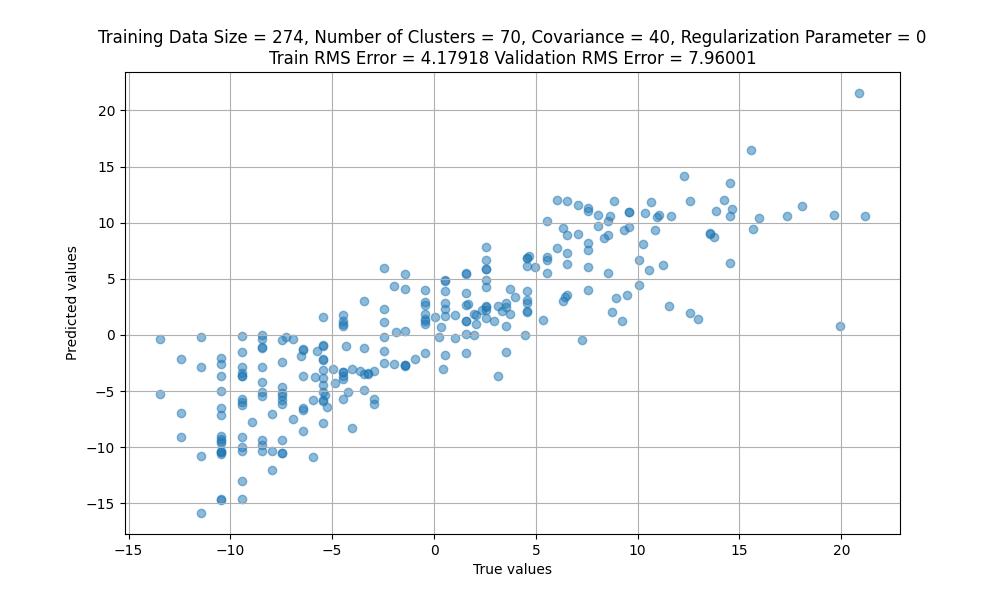 Training Data Size = 274, Number of Clusters = 70, Covariance = 40, Regularization Parameter = 0
Train RMS Error = 4.17918 Validation RMS Error = 7.96001
20
15
10
5
0
−5
−10
−15
Predicted values
−15 −10 −5 0 5 10 15 20
True values